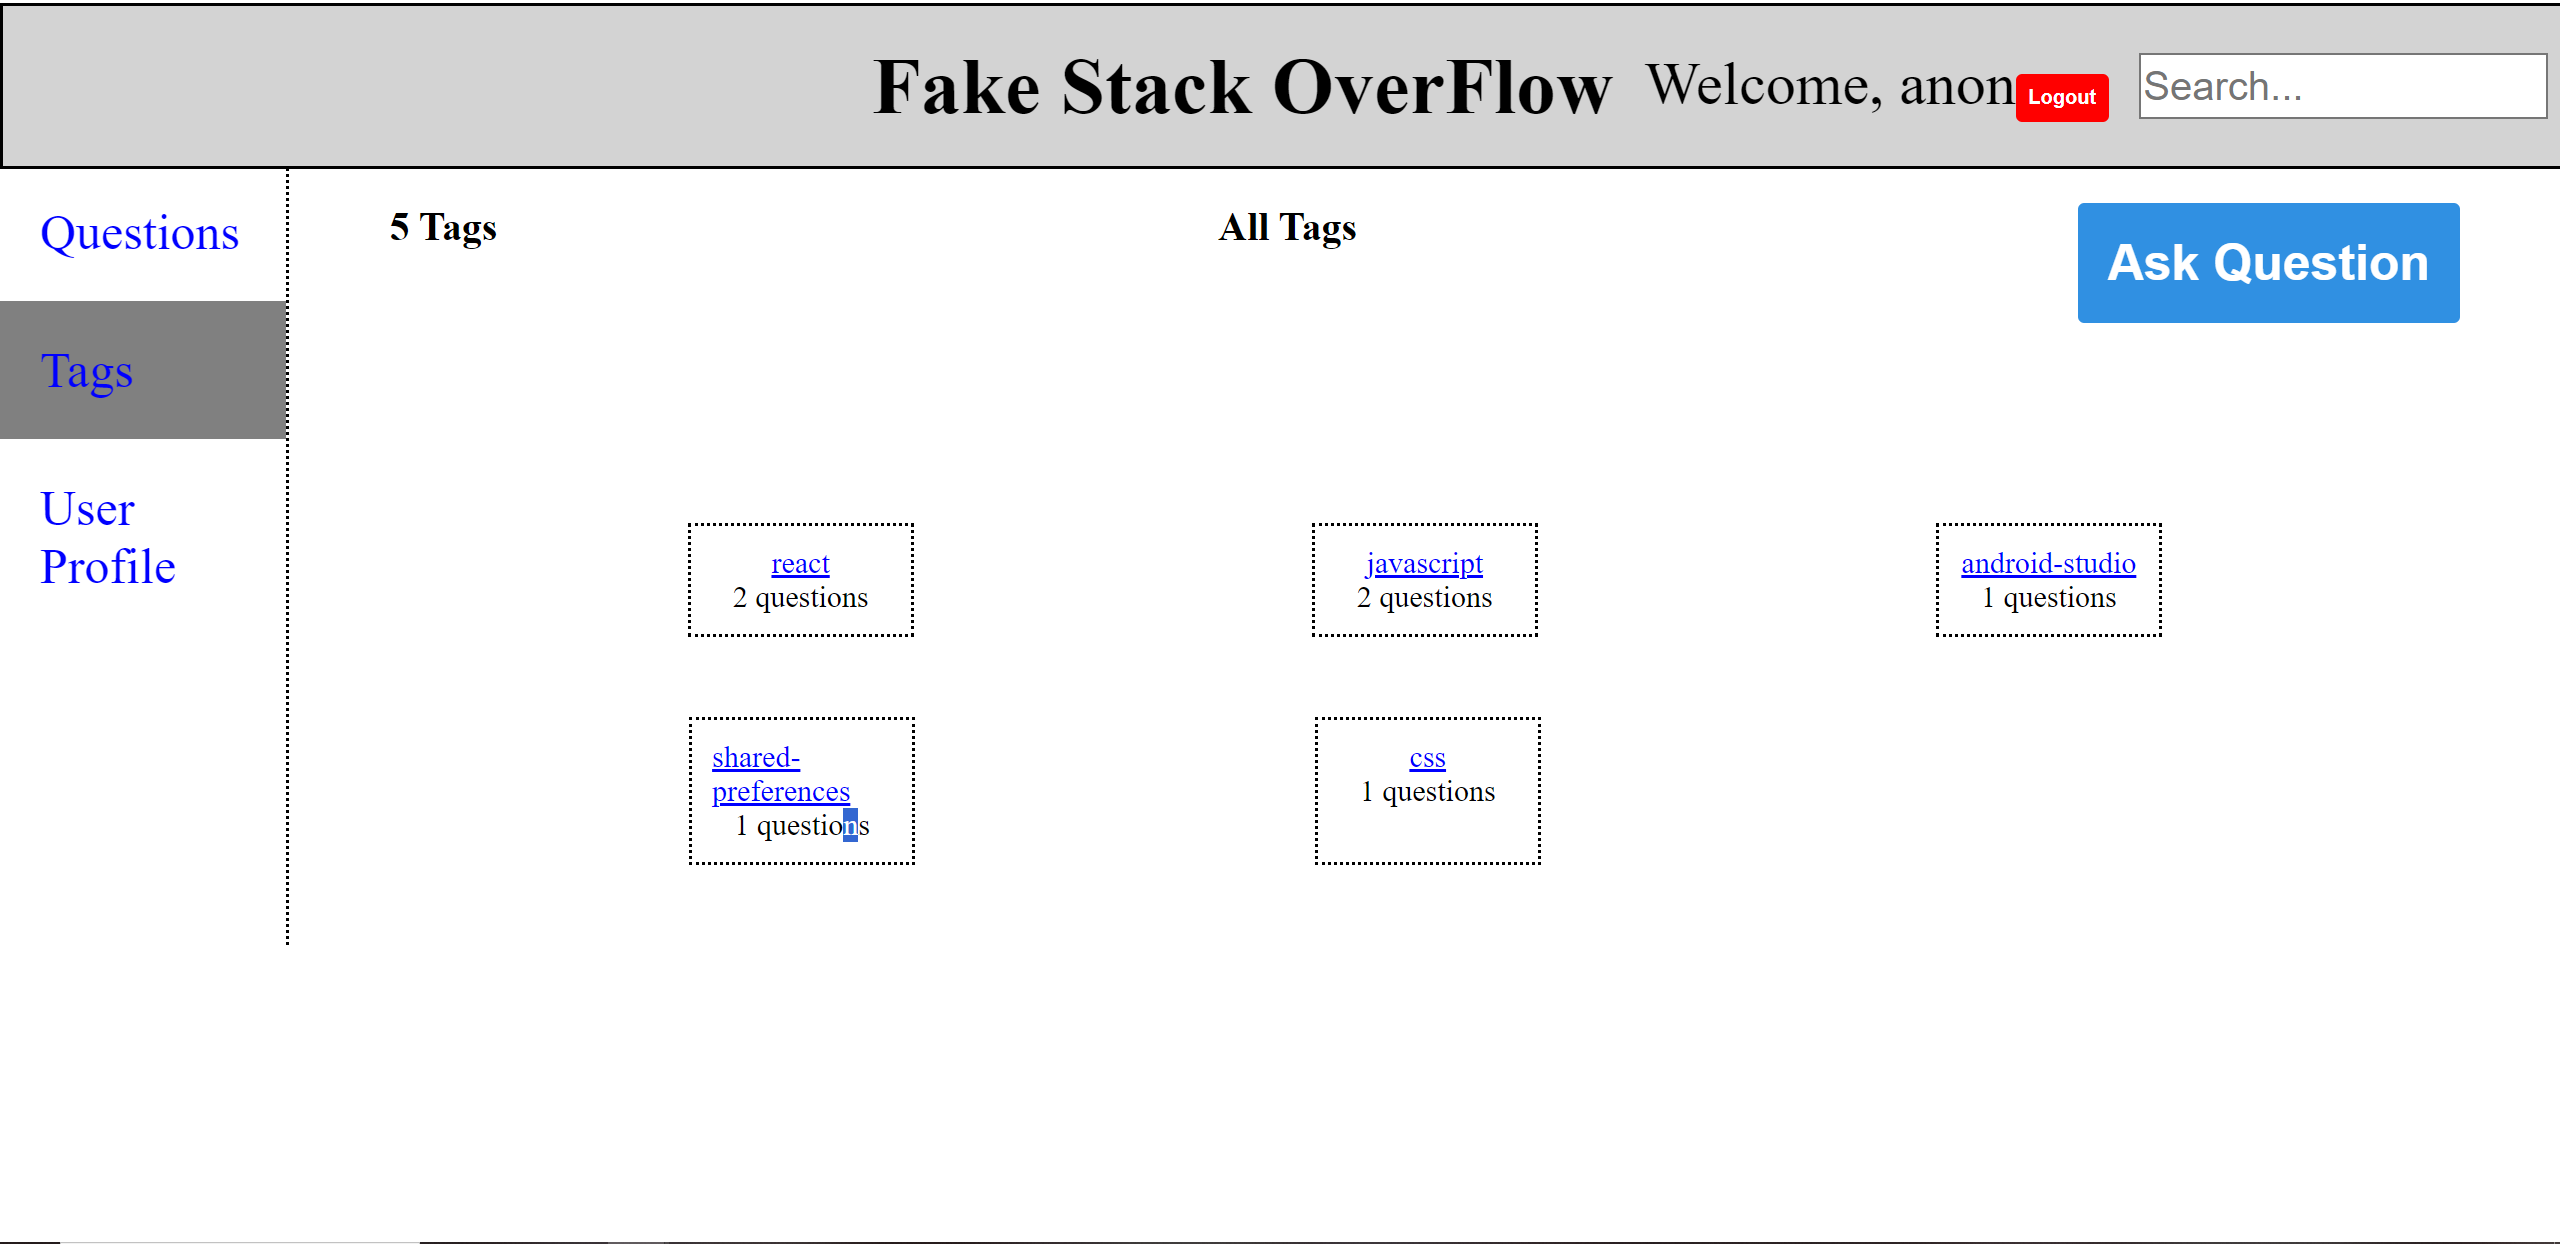 Fake Stack OverFlow
Welcome, anon
Logout
Search...
Questions
Tags
User
Profile
5 Tags
All Tags
Ask Question
react
2 questions
javascript
2 questions
android-studio
1 questions
shared-
preferences
1 questions
css
1 questions